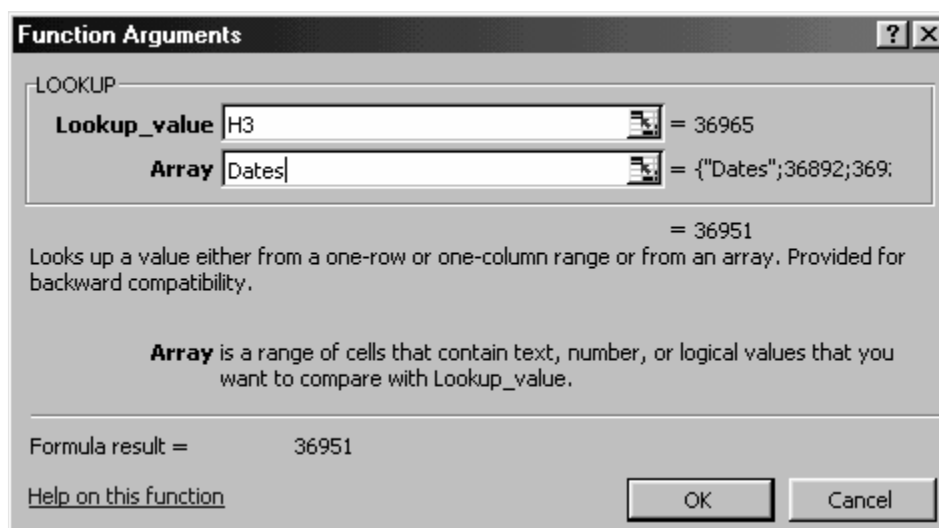 Function Arguments
LOOKUP
Lookup_value H3 = 36965
Array Dates = {"Dates";36892;369:
= 36951
Looks up a value either from a one-row or one-column range or from an array. Provided for
backward compatibility.
Array is a range of cells that contain text, number, or logical values that you
want to compare with Lookup_value.
Formula result = 36951
Help on this function OK Cancel